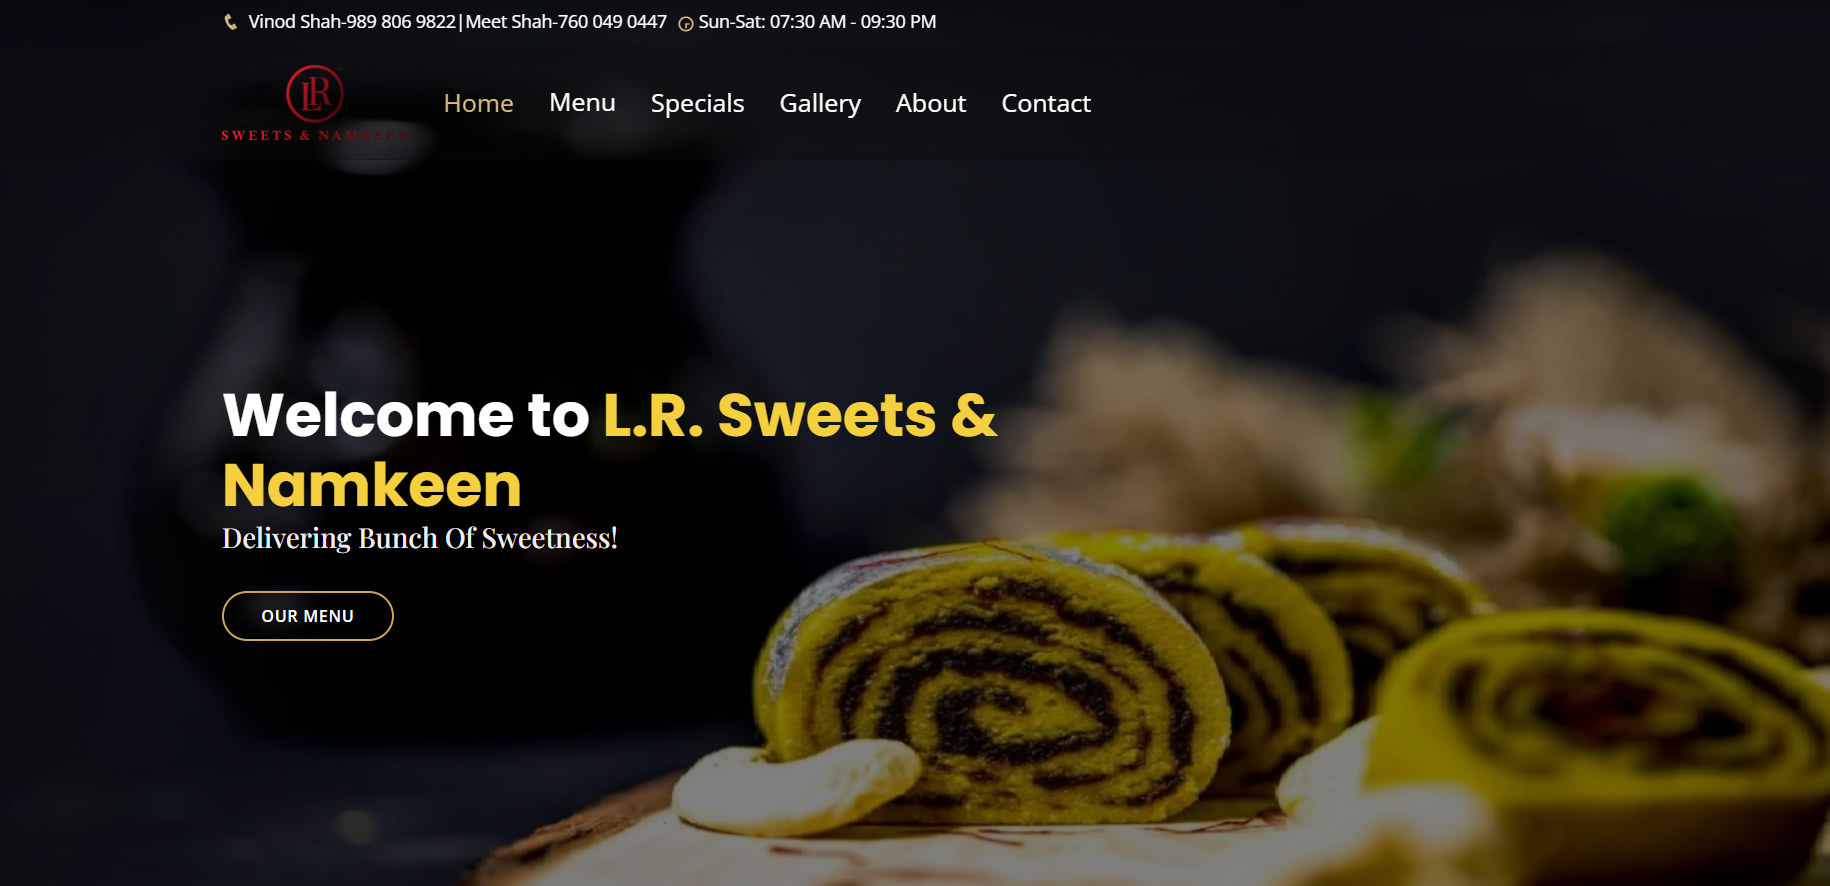 Vinod Shah-989 806 9822|Meet Shah-760 049 0447 Sun-Sat: 07:30 AM - 09:30 PM
LR
SWEETS & NAMKEEN
Home Menu Specials Gallery About Contact
Welcome to L.R. Sweets &
Namkeen
Delivering Bunch Of Sweetness!
OUR MENU